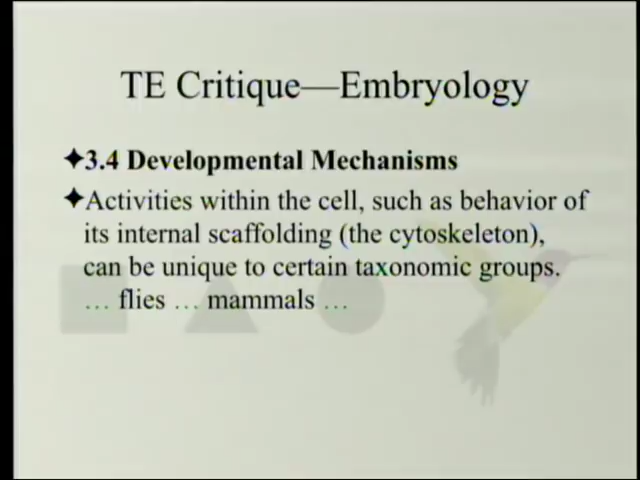 TE Critique—Embryology
✦3.4 Developmental Mechanisms
✦Activities within the cell, such as behavior of
its internal scaffolding (the cytoskeleton),
can be unique to certain taxonomic groups.
… flies … mammals …